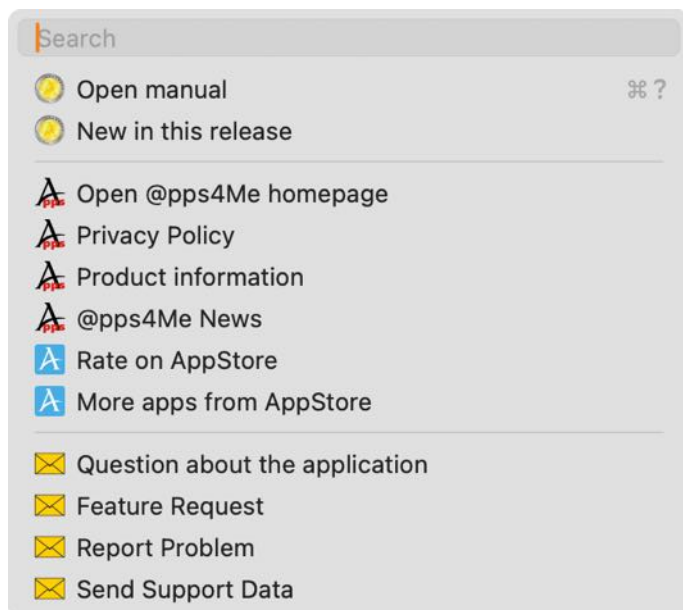 Search
Open manual ⌘ ?
New in this release
Open @pps4Me homepage
Privacy Policy
Product information
@pps4Me News
Rate on AppStore
More apps from AppStore
Question about the application
Feature Request
Report Problem
Send Support Data